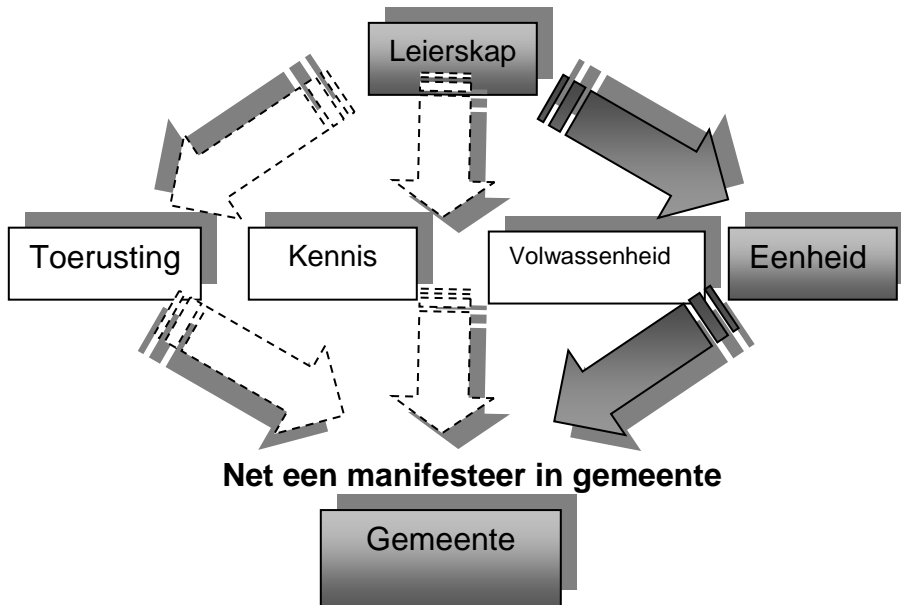 Leierskap
Toerusting
Kennis
Volwassenheid
Eenheid
Net een manifesteer in gemeente
Gemeente